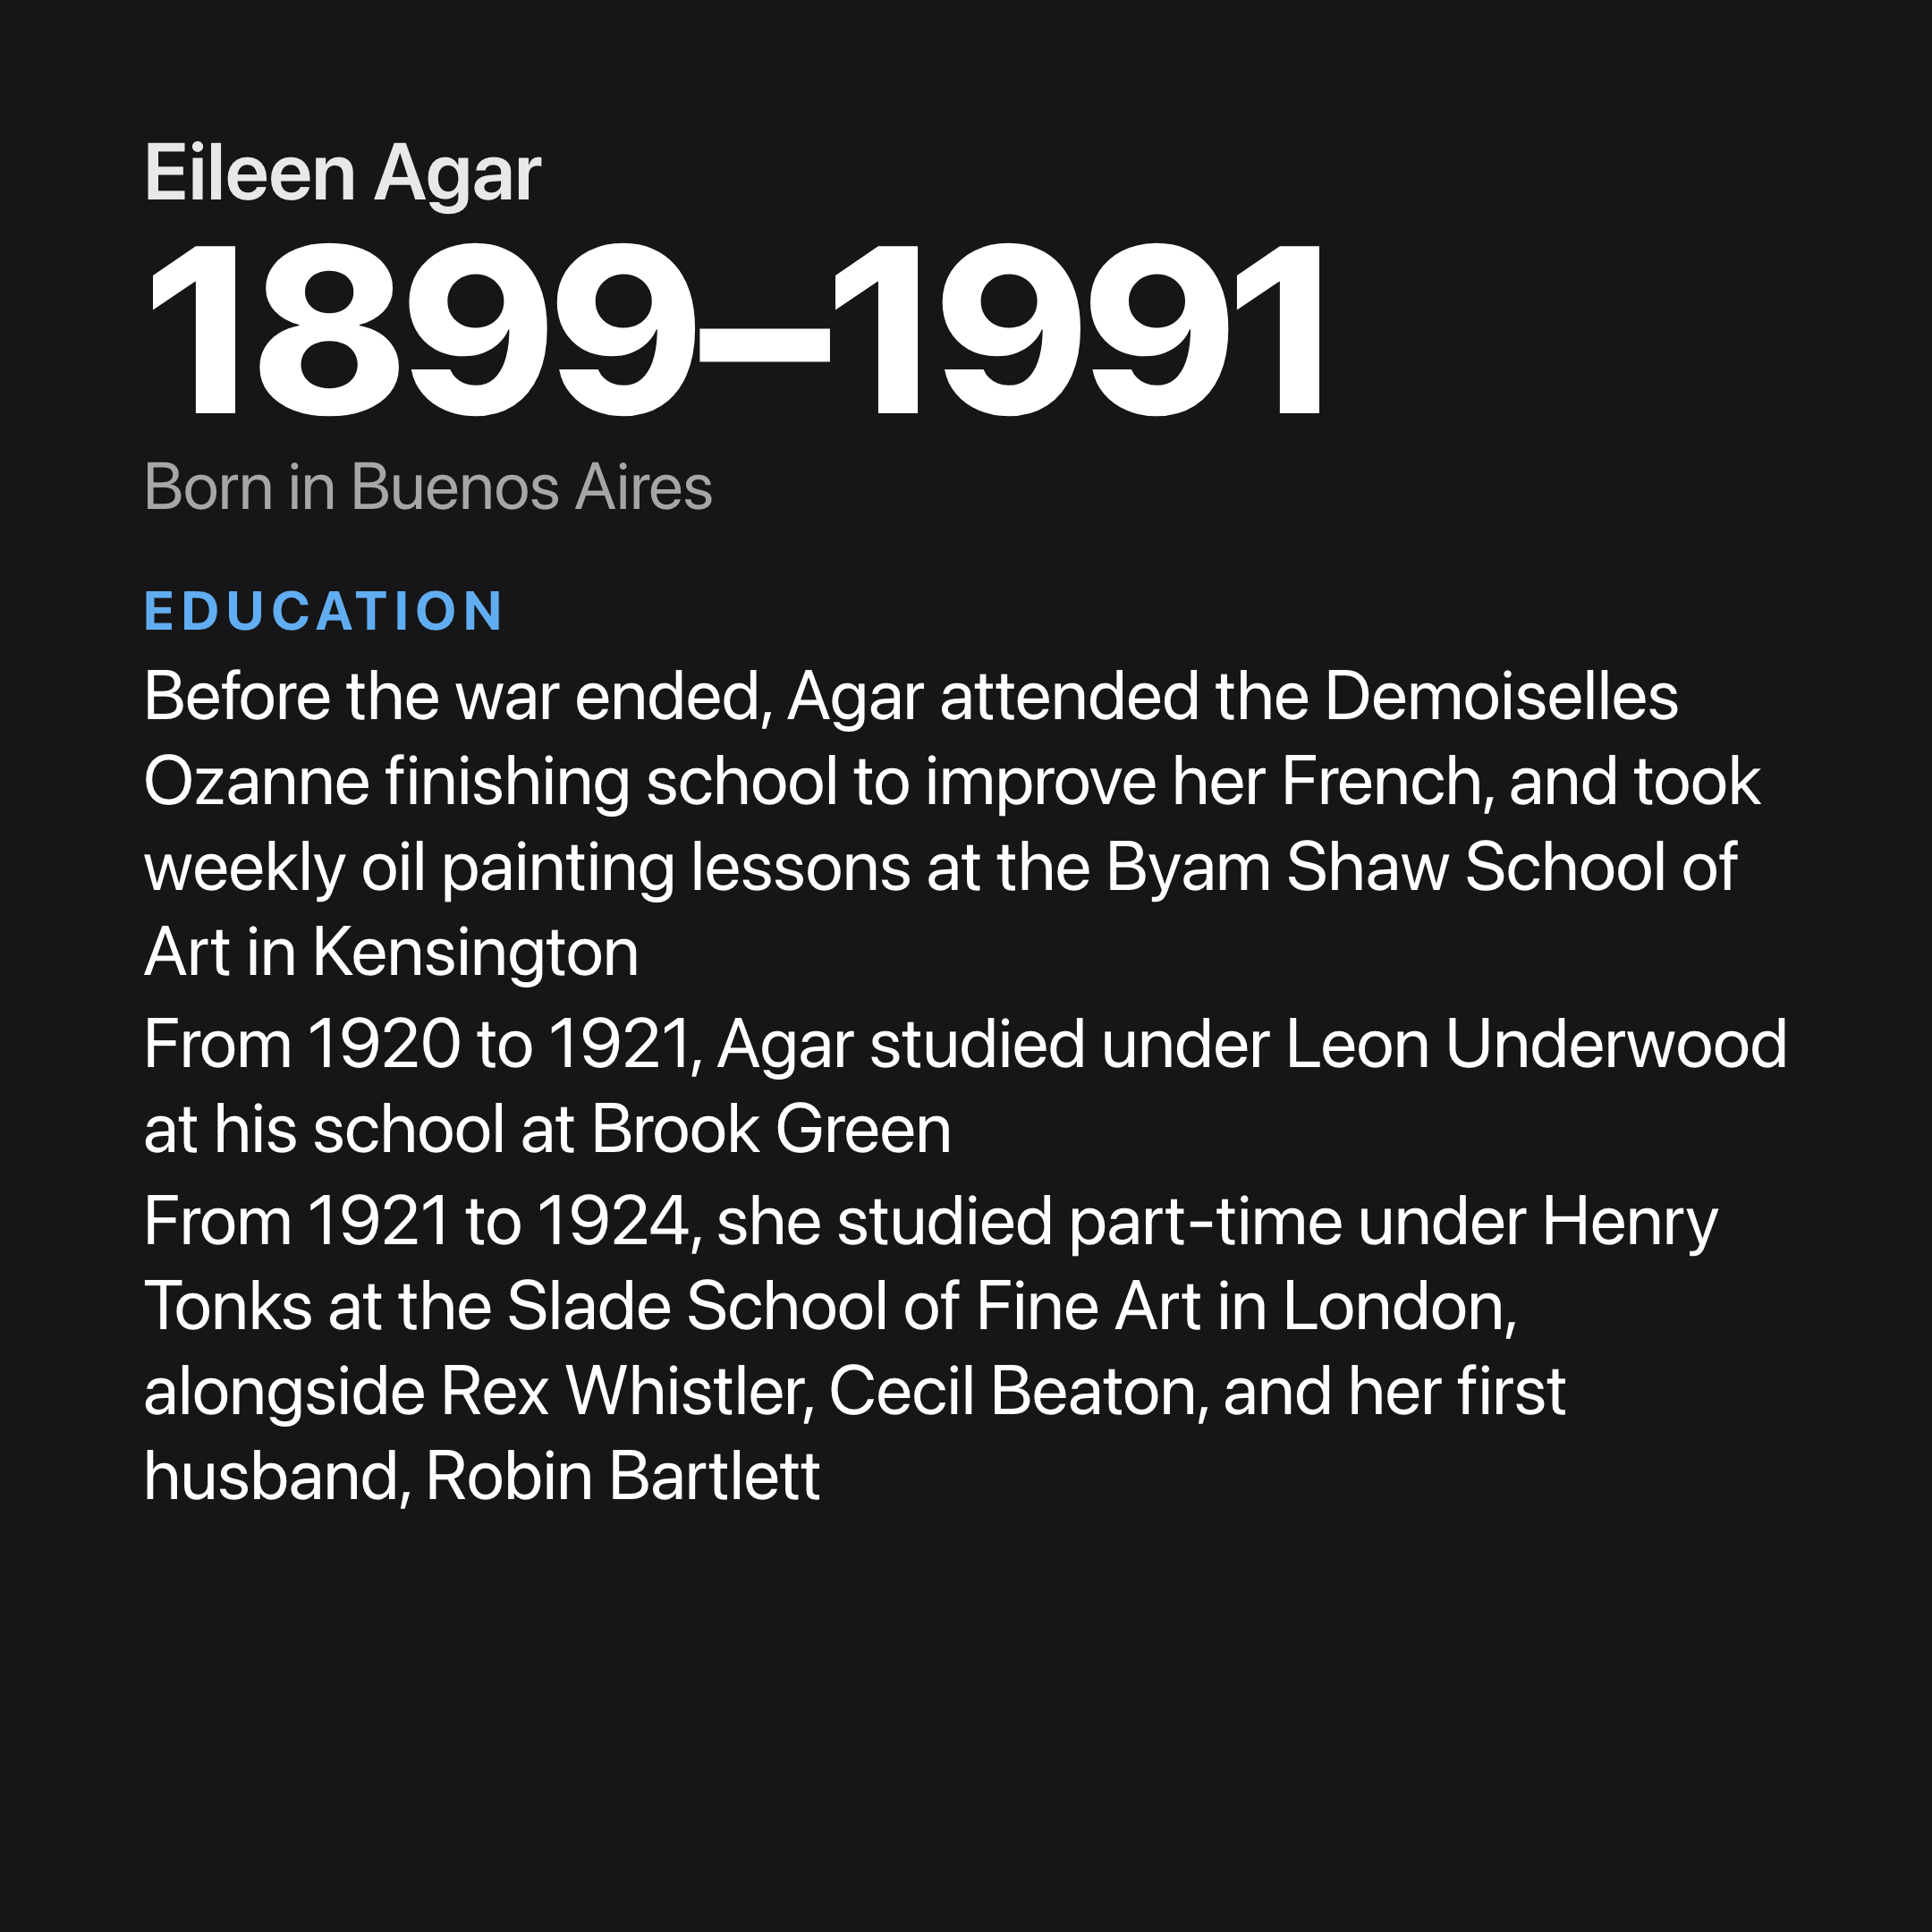 Eileen Agar
1899–1991
Born in Buenos Aires
EDUCATION
Before the war ended, Agar attended the Demoiselles
Ozanne finishing school to improve her French, and took
weekly oil painting lessons at the Byam Shaw School of
Art in Kensington
From 1920 to 1921, Agar studied under Leon Underwood
at his school at Brook Green
From 1921 to 1924, she studied part-time under Henry
Tonks at the Slade School of Fine Art in London,
alongside Rex Whistler, Cecil Beaton, and her first
husband, Robin Bartlett